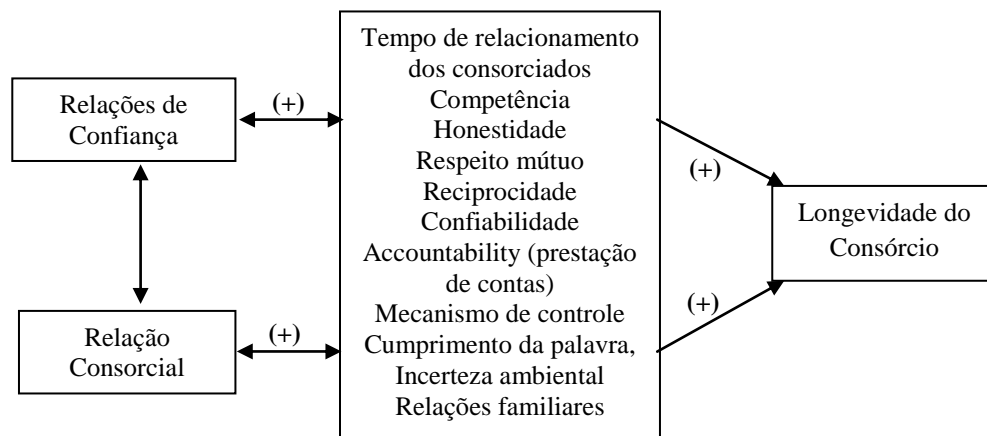 Relações de
Confiança
(+)
Relação
Consorcial
(+)
Tempo de relacionamento
dos consorciados
Competência
Honestidade
Respeito mútuo
Reciprocidade
Confiabilidade
Accountability (prestação
de contas)
Mecanismo de controle
Cumprimento da palavra,
Incerteza ambiental
Relações familiares
(+)
(+)
Longevidade do
Consórcio